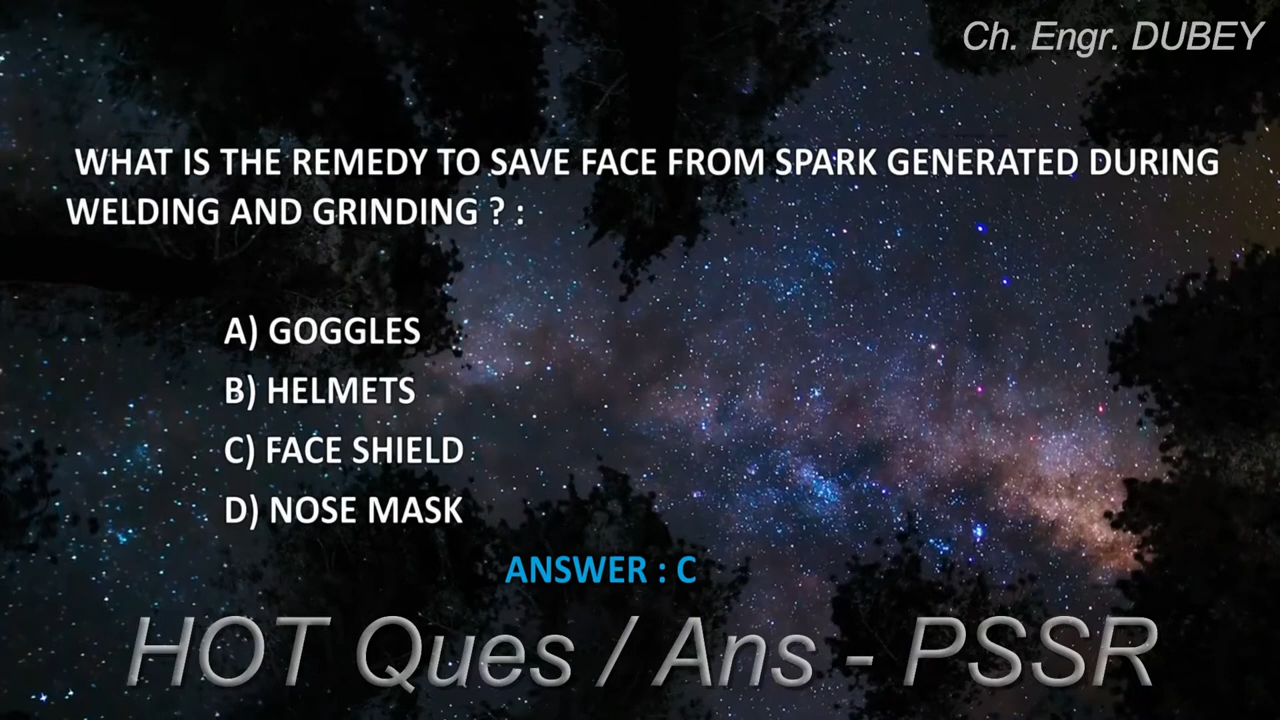 Ch. Engr. DUBEY
WHAT IS THE REMEDY TO SAVE FACE FROM SPARK GENERATED DURING
WELDING AND GRINDING ? :
A) GOGGLES
B) HELMETS
C) FACE SHIELD
D) NOSE MASK
ANSWER : C
HOT Ques / Ans - PSSR